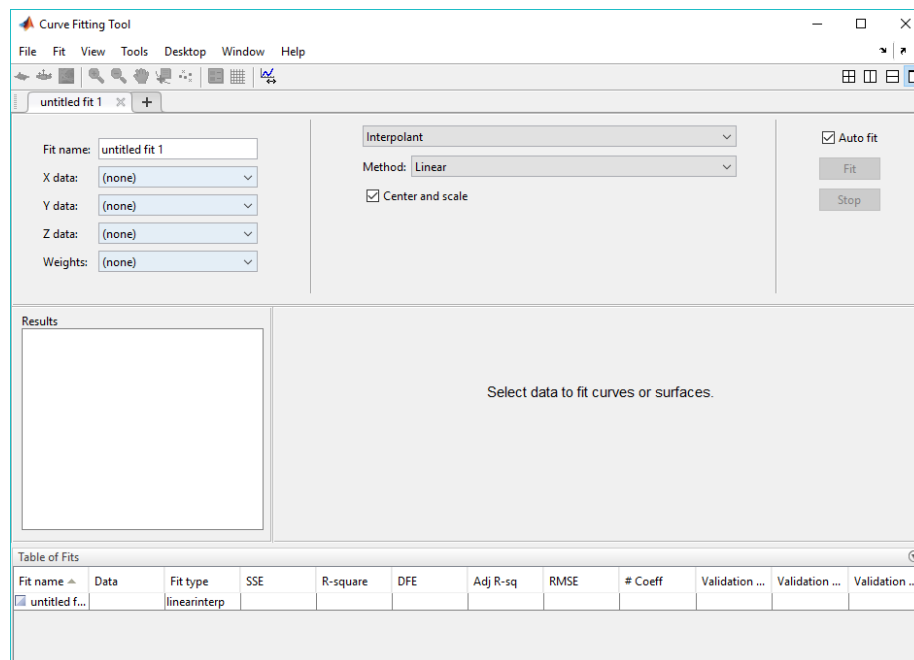 Curve Fitting Tool
File Fit View Tools Desktop Window Help
untitled fit 1
Fit name: untitled fit 1
X data: (none)
Y data: (none)
Z data: (none)
Weights: (none)
Interpolant
Method: Linear
Center and scale
Auto fit
Fit
Stop
Results
Select data to fit curves or surfaces.
Table of Fits
Fit name Data Fit type SSE R-square DFE Adj R-sq RMSE # Coeff Validation ... Validation ... Validation ...
untitled f... linearinterp